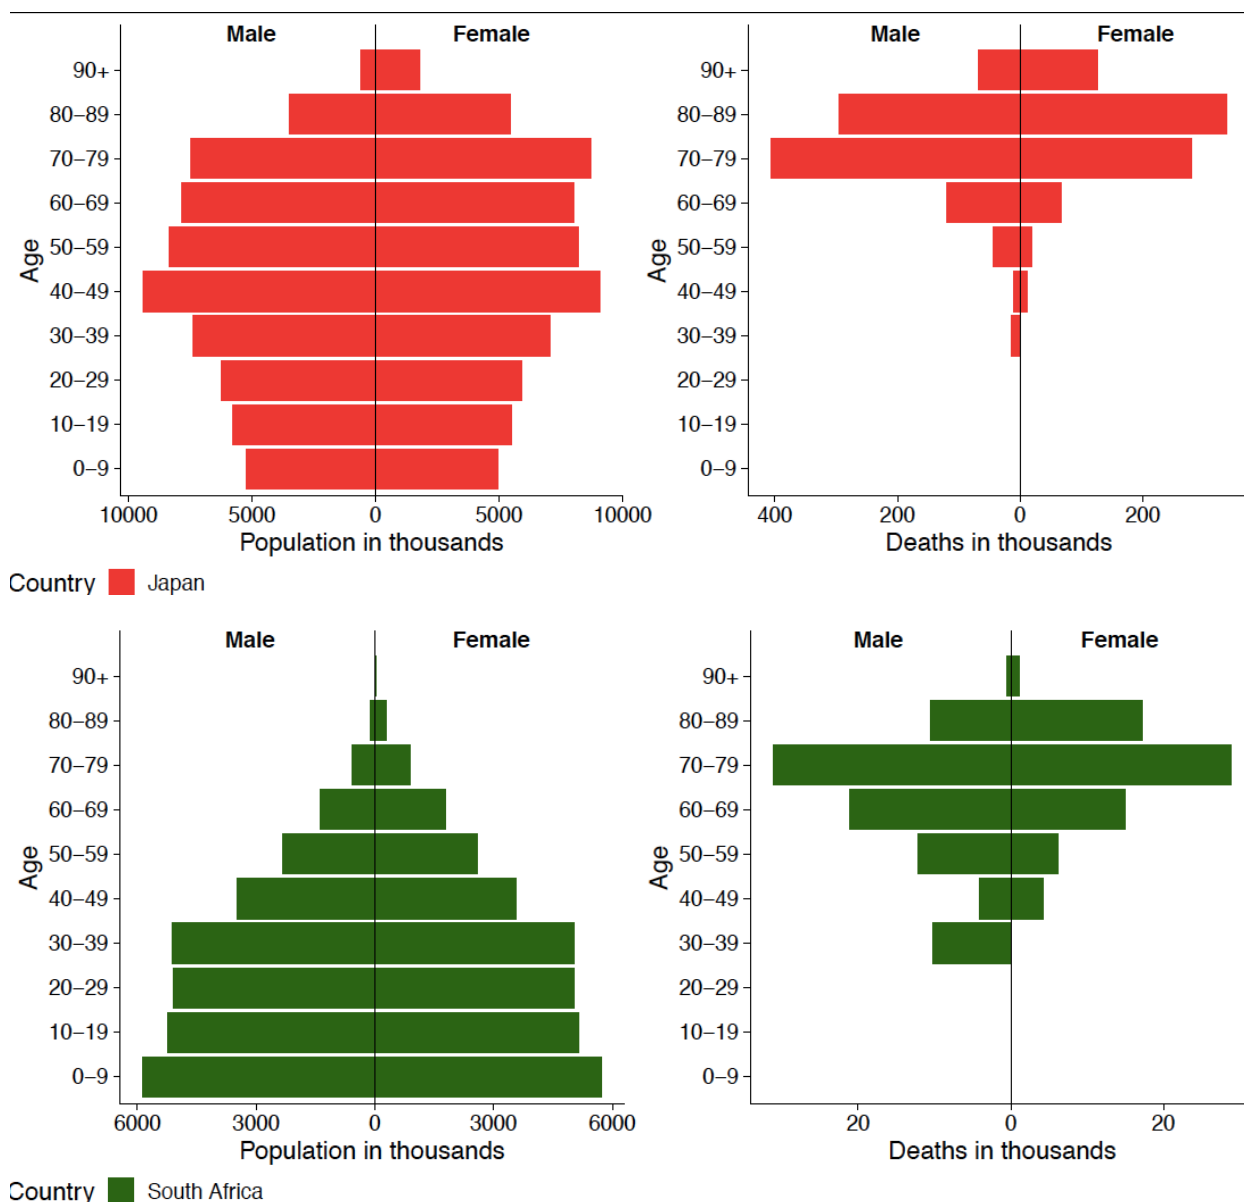 Male Female
90+
80−89
70−79
60−69
50−59
40−49
30−39
20−29
10−19
0−9
Age
10000 5000 0 5000 10000
Population in thousands
Male Female
90+
80−89
70−79
60−69
50−59
40−49
30−39
20−29
10−19
0−9
Age
400 200 0 200
Deaths in thousands
Country Japan
Male Female
90+
80−89
70−79
60−69
50−59
40−49
30−39
20−29
10−19
0−9
Age
6000 3000 0 3000 6000
Population in thousands
Male Female
90+
80−89
70−79
60−69
50−59
40−49
30−39
20−29
10−19
0−9
Age
20 0 20
Deaths in thousands
Country South Africa